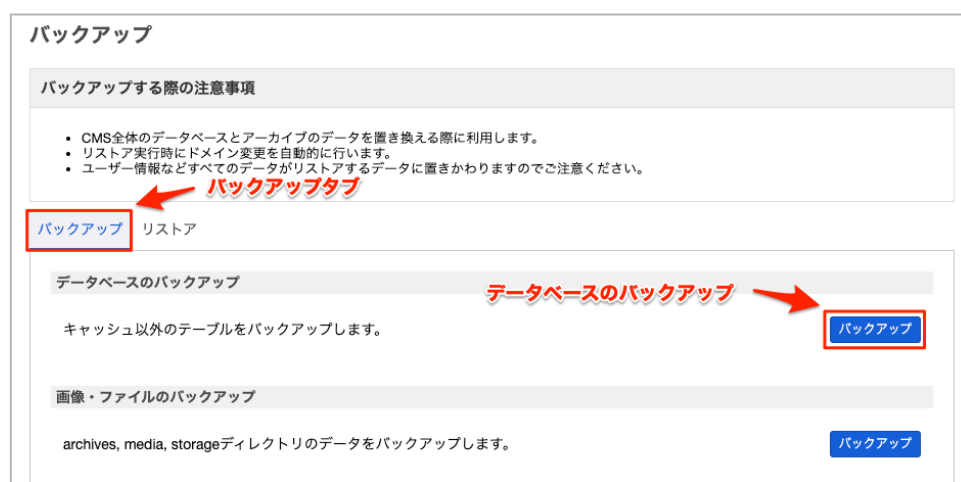 バックアップ
バックアップする際の注意事項
• CMS全体のデータベースとアーカイブのデータを置き換える際に利用します。
• リストア実行時にドメイン変更を自動的に行います。
• ユーザー情報などすべてのデータがリストアするデータに置きかわりますのでご注意ください。
バックアップタブ
バックアップ リストア
データベースのバックアップ
データベースのバックアップ
キャッシュ以外のテーブルをバックアップします。 バックアップ
画像・ファイルのバックアップ
archives, media, storageディレクトリのデータをバックアップします。 バックアップ